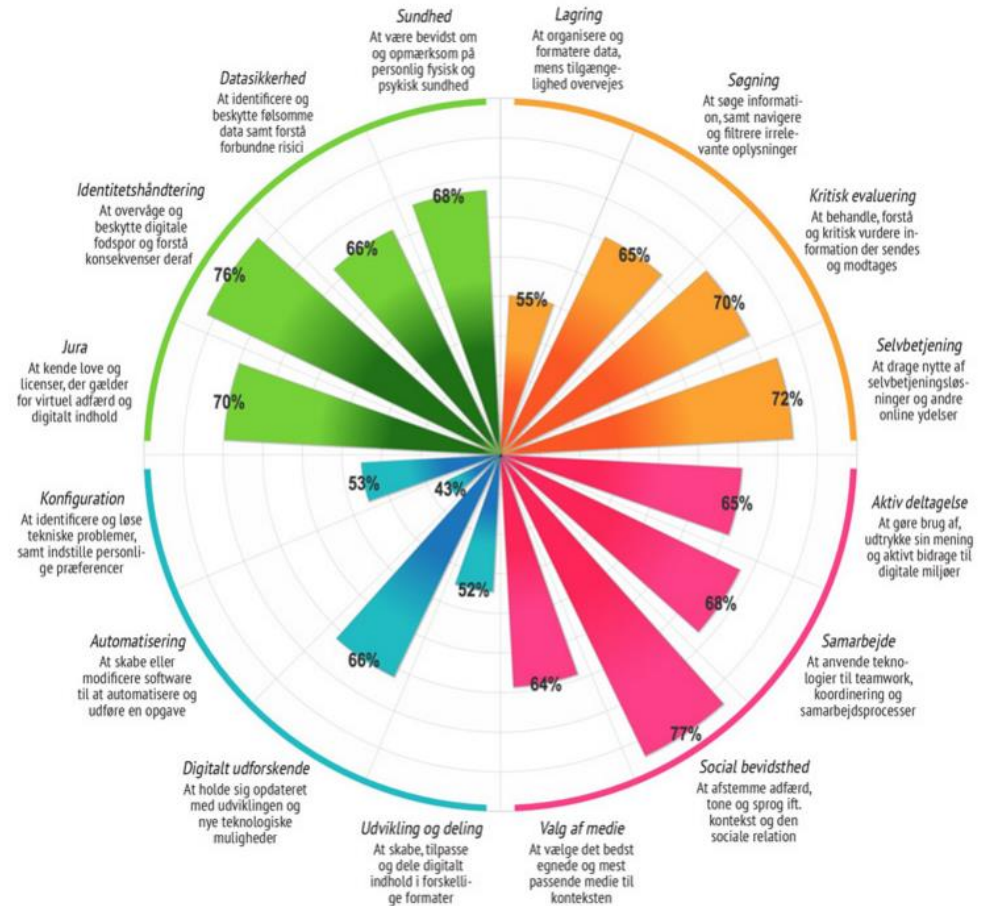 Sundhed
At være bevidst om
og opmærksom på
personlig fysisk og
psykisk sundhed
Lagring
At organisere og
formatere data,
mens tilgænge-
lighed overvejes
Søgning
At søge informati-
on, samt navigere
og filtrere irrele-
vante oplysninger
Kritisk evaluering
At behandle, forstå
og kritisk vurdere in-
formation der sendes
og modtages
Selvbetjening
At drage nytte af
selvbetjeningsløs-
ninger og andre
online ydelser
Aktiv deltagelse
At gøre brug af,
udtrykke sin mening
og aktivt bidrage til
digitale miljøer
Samarbejde
At anvende tekno-
logier til teamwork,
koordinering og
samarbejdsprocesser
Social bevidsthed
At afstemme adfærd,
tone og sprog ift.
kontekst og den
sociale relation
Valg af medie
At vælge det bedst
egnede og mest
passende medie til
konteksten
Udvikling og deling
At skabe, tilpasse
og dele digitalt
indhold i forskelli-
ge formater
Digitalt udforskende
At holde sig opdateret
med udviklingen og
nye teknologiske
muligheder
Automatisering
At skabe eller
modificere software
til at automatisere og
udføre en opgave
Konfiguration
At identificere og løse
tekniske problemer,
samt indstille personli-
ge præferencer
Jura
At kende love og
licenser, der gælder
for virtuel adfærd og
digitalt indhold
Identitetshåndtering
At overvåge og
beskytte digitale
fodspor og forstå
konsekvenser deraf
Datasikkerhed
At identificere og
beskytte følsomme
data samt forstå
forbundne risici
68%
55%
65%
70%
72%
65%
68%
77%
64%
52%
66%
43%
53%
70%
76%
66%